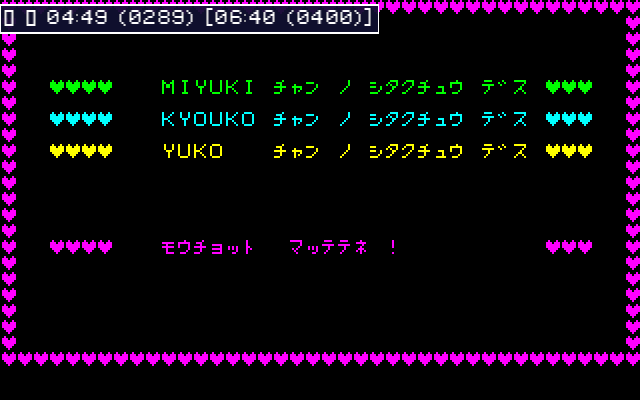 04:49 (0289) [06:40 (0400)]
♥♥♥♥ MIYUKI チャン ノ シタクチュウ デス ♥♥♥
♥♥♥♥ KYOUKO チャン ノ シタクチュウ デス ♥♥♥
♥♥♥♥ YUKO チャン ノ シタクチュウ デス ♥♥♥
♥♥♥♥ モウチョット マッテテネ ! ♥♥♥